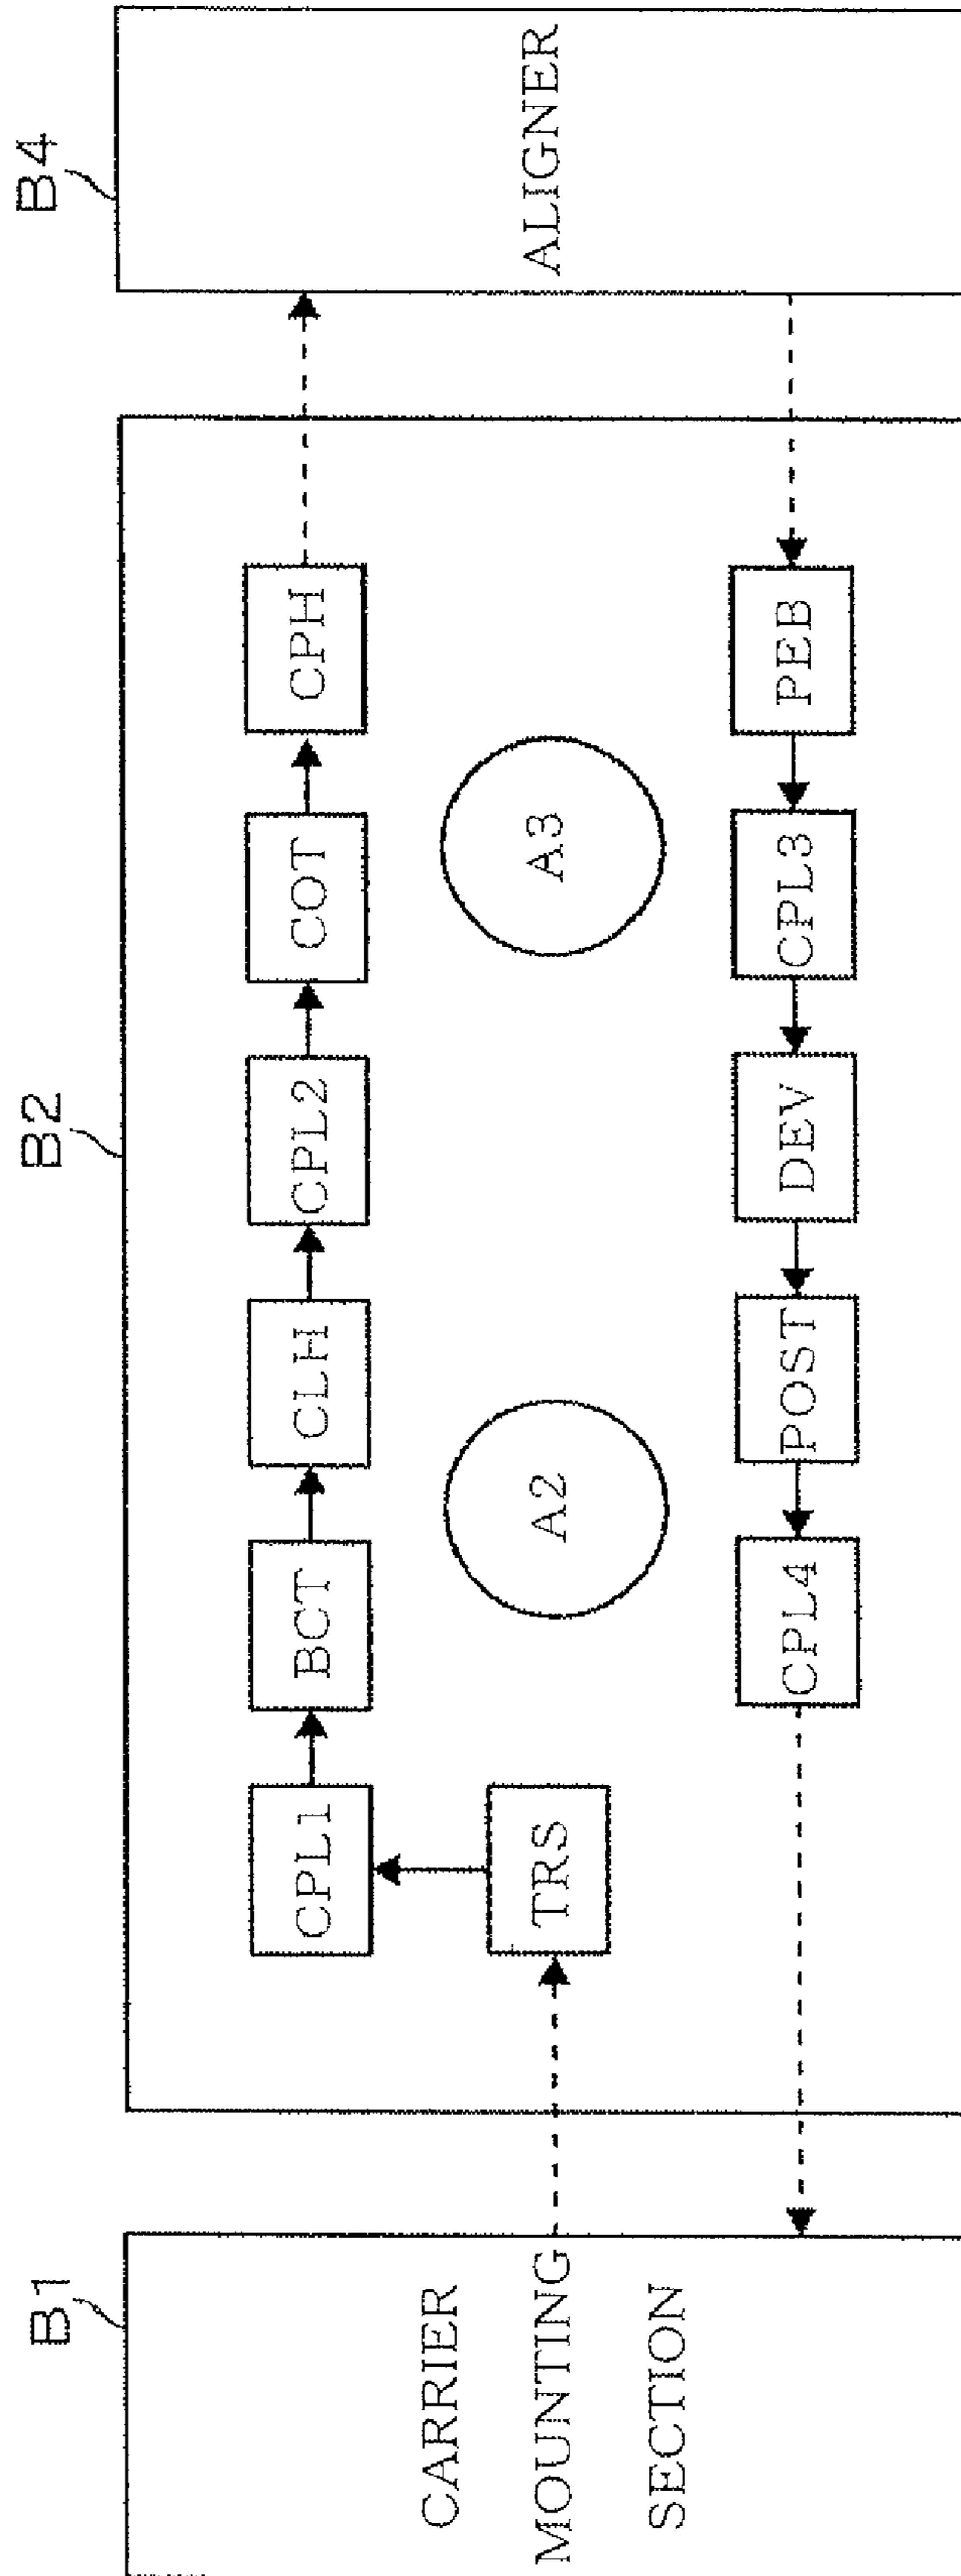 B1
B2
B4
CARRIER
MOUNTING
SECTION
CPL1
BCT
CLH
CPL2
COT
CPH
TRS
A2
A3
CPL4
POST
DEV
CPL3
PEB
ALIGNER